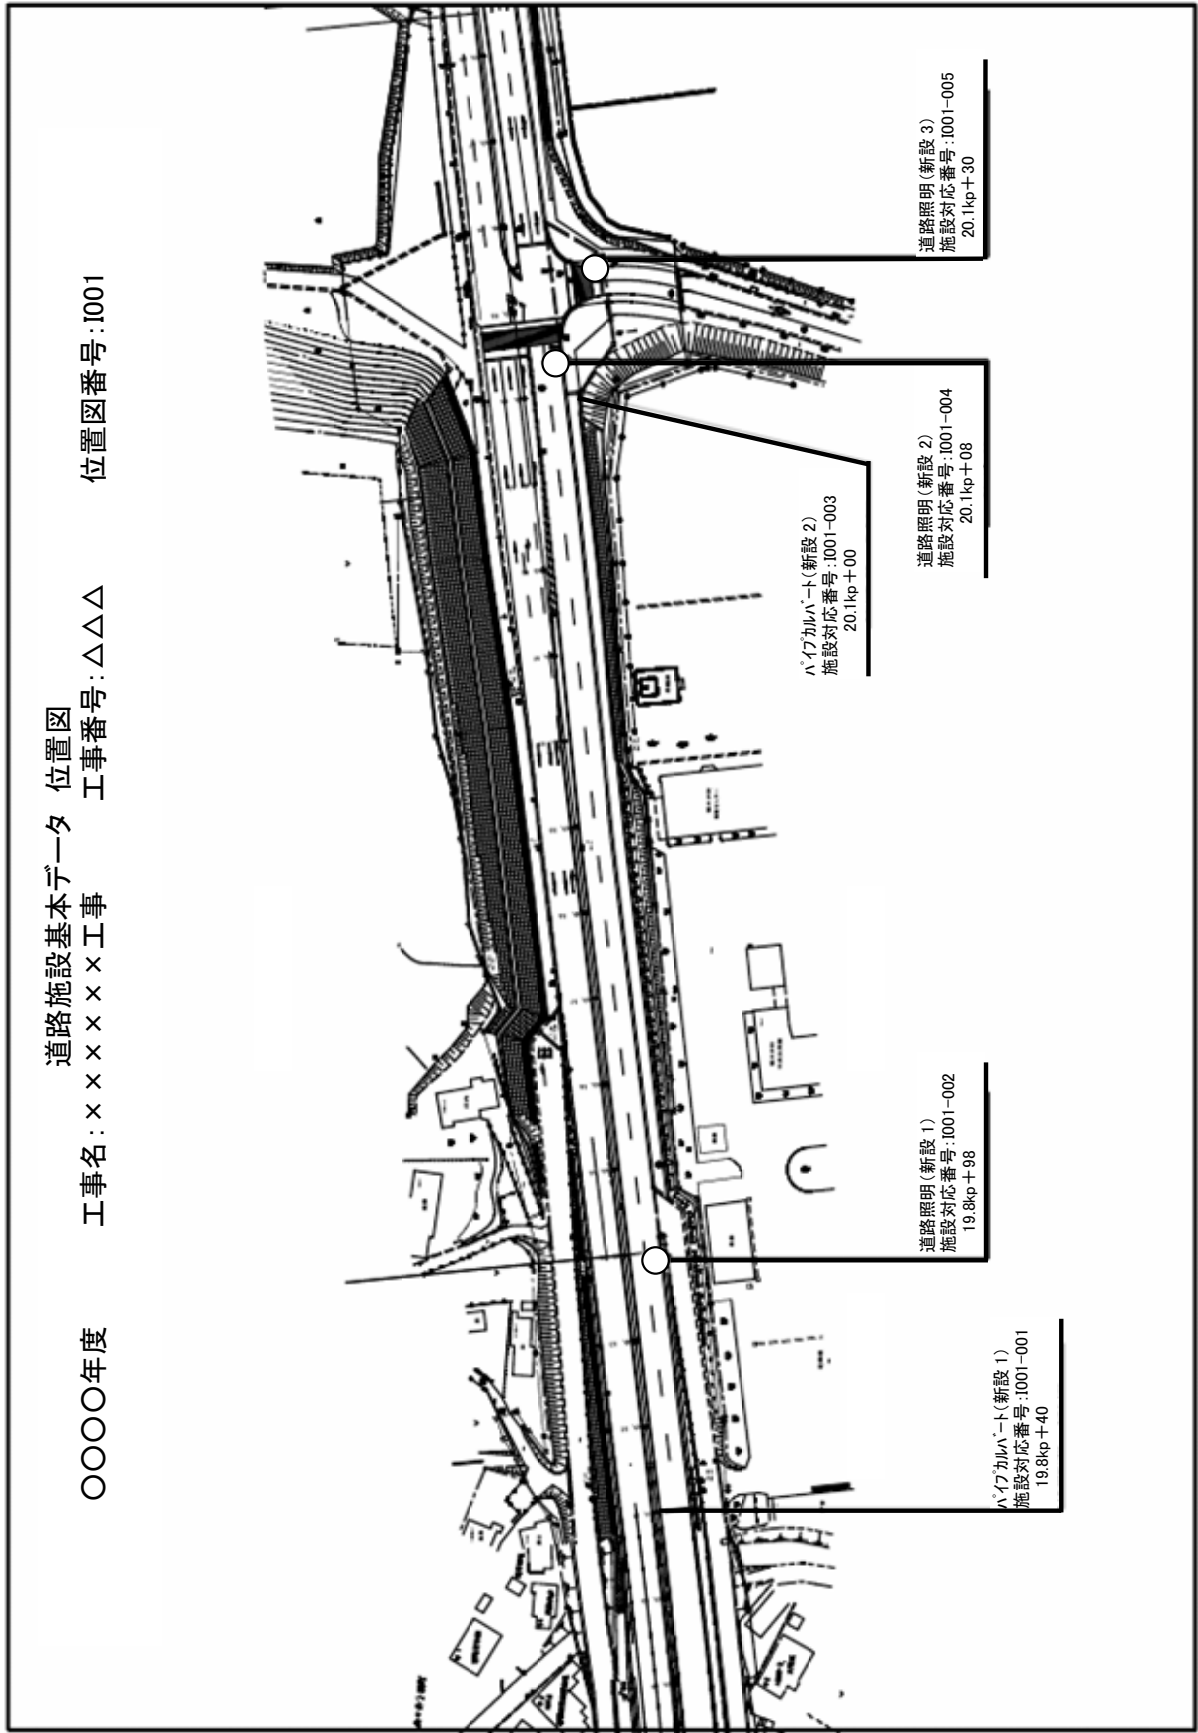 道路施設基本データ 位置図
〇〇〇〇年度 工事名:×××××××工事 工事番号:△△△ 位置図番号:I001
パイプカルバート(新設1)
施設対応番号:I001-001
19.8kp+40
道路照明(新設1)
施設対応番号:I001-002
19.8kp+98
パイプカルバート(新設2)
施設対応番号:I001-003
20.1kp+00
道路照明(新設2)
施設対応番号:I001-004
20.1kp+08
道路照明(新設3)
施設対応番号:I001-005
20.1kp+30